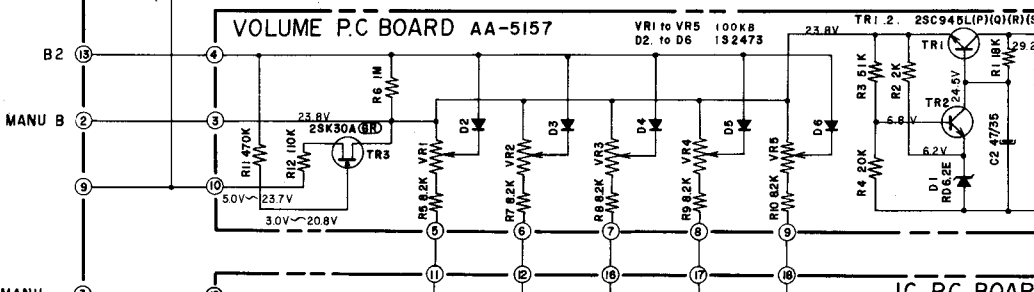 VOLUME P.C BOARD AA-5157
VR1 to VR5 100KB
D2. to D6 1S2473
TR1.2. 2SC945L(P)(Q)(R)(S
23.8V
TR1
29.2
B2 13
4
R6 1M
D2
D3
D4
D5
D6
R3 51K
R2 2K
24.5V
R1 18K
TR2
MANU B 2
3
23.8V
2SK30A GR
TR3
6.8V
6.2V
C2 47/35
R11 470K
R12 110K
VR1
VR2
VR3
VR4
VR5
R4 20K
D1
RD6.2E
9
10
5.0V~23.7V
3.0V~20.8V
R5 8.2K
R7 8.2K
R8 8.2K
R9 8.2K
R10 8.2K
5
6
7
8
9
11
12
16
17
18